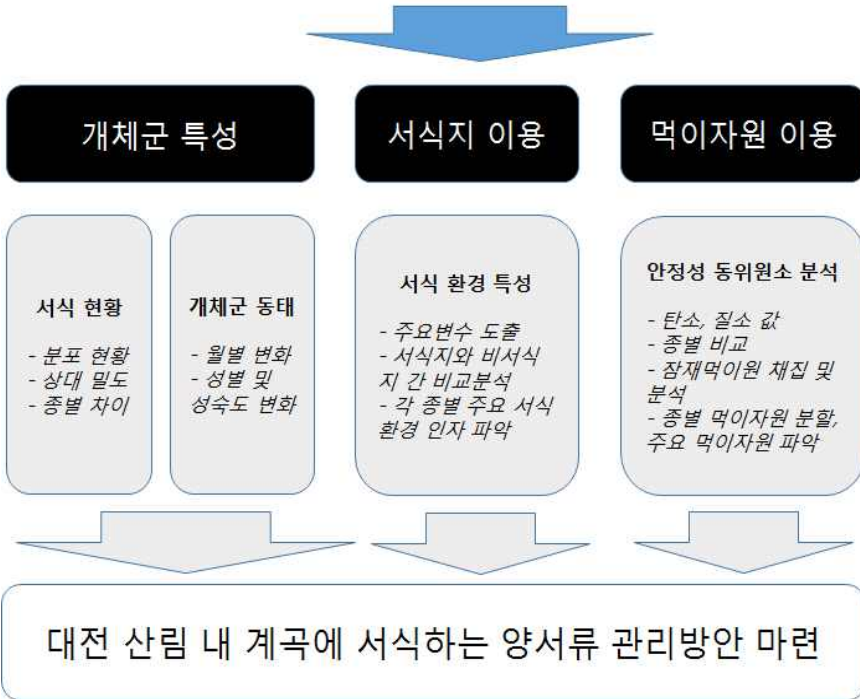 개체군 특성
서식지 이용
먹이자원 이용
서식 현황
- 분포 현황
- 상대 밀도
- 종별 차이
개체군 동태
- 월별 변화
- 성별 및
성숙도 변화
서식 환경 특성
- 주요변수 도출
- 서식지와 비서식
지 간 비교분석
- 각 종별 주요 서식
환경 인자 파악
안정성 동위원소 분석
- 탄소, 질소 값
- 종별 비교
- 잠재먹이원 채집 및
분석
- 종별 먹이자원 분할,
주요 먹이자원 파악
대전 산림 내 계곡에 서식하는 양서류 관리방안 마련